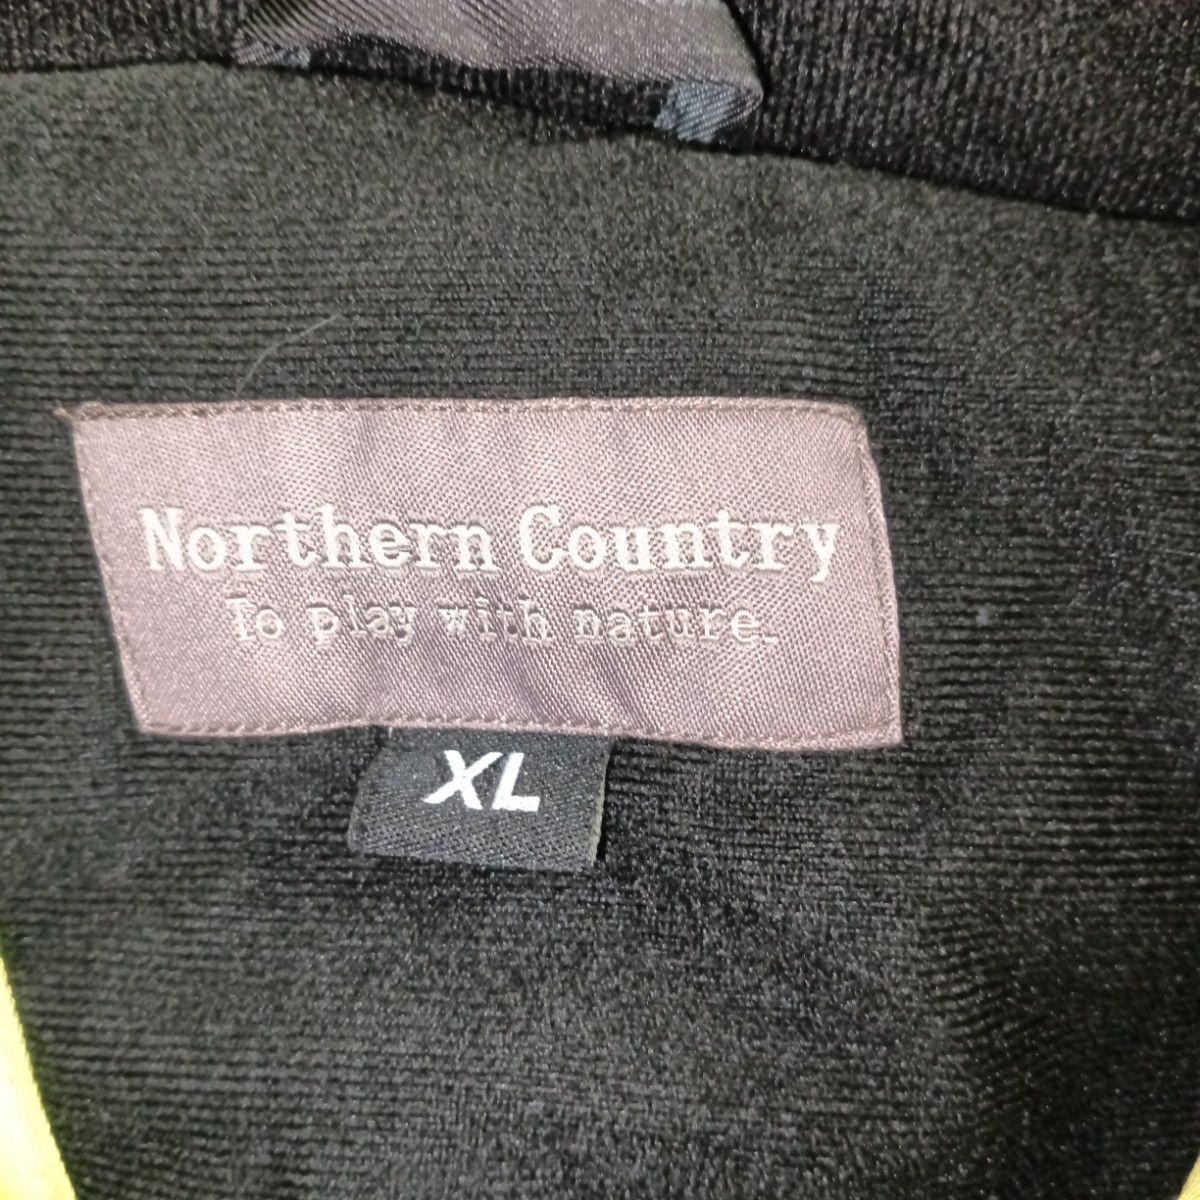 Northern Country
To play with nature.
XL